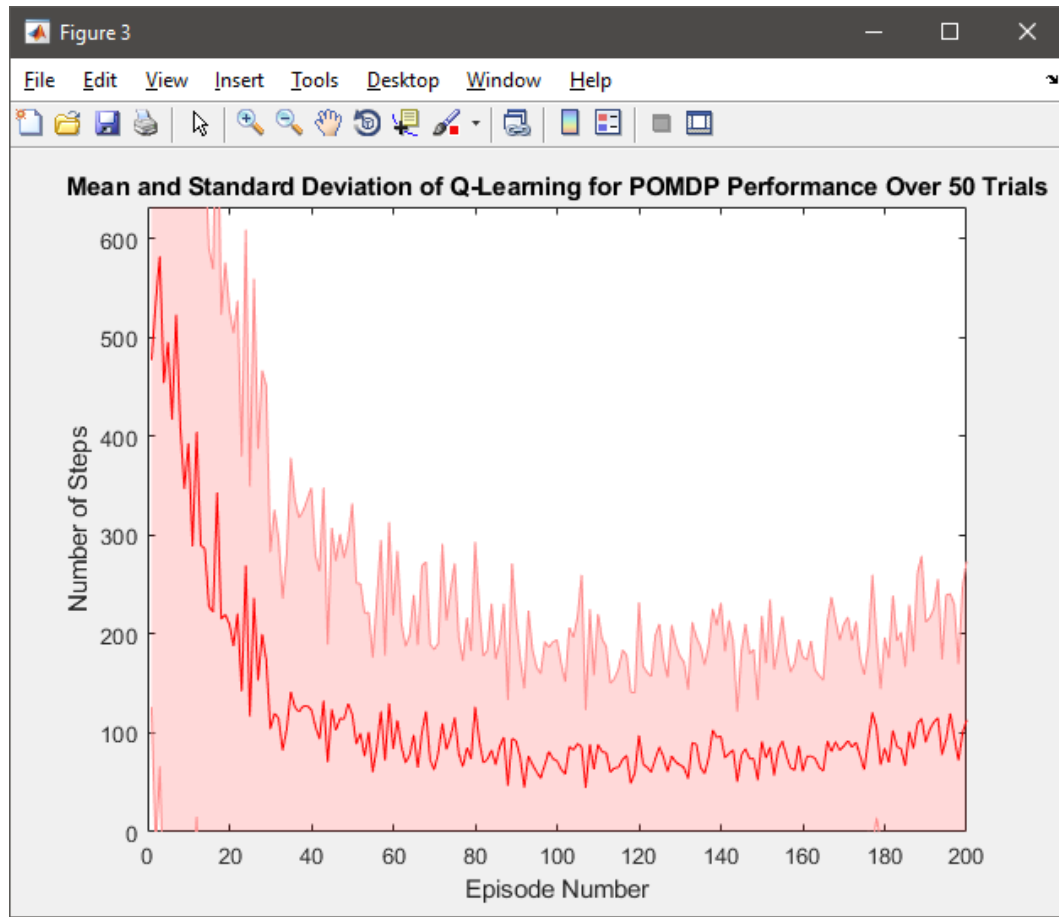 Figure 3
File Edit View Insert Tools Desktop Window Help
Mean and Standard Deviation of Q-Learning for POMDP Performance Over 50 Trials
600
500
400
300
200
100
0
Number of Steps
0 20 40 60 80 100 120 140 160 180 200
Episode Number